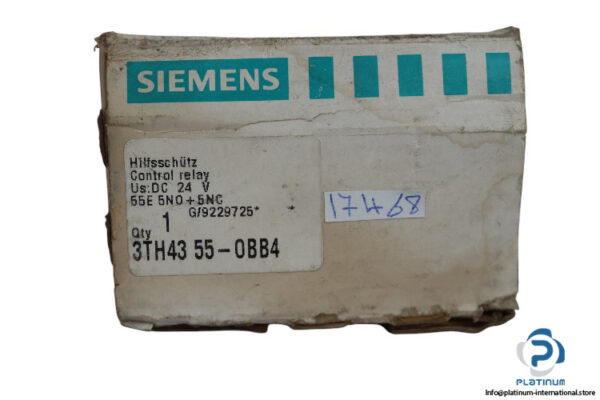 SIEMENS
Hilfsschütz
Control relay
Us:DC 24 V
55E 5NO+5NC
G/9229725* *
Qty 1
3TH43 55-0BB4
17468
PLATINUM
Info@platinum-international.store